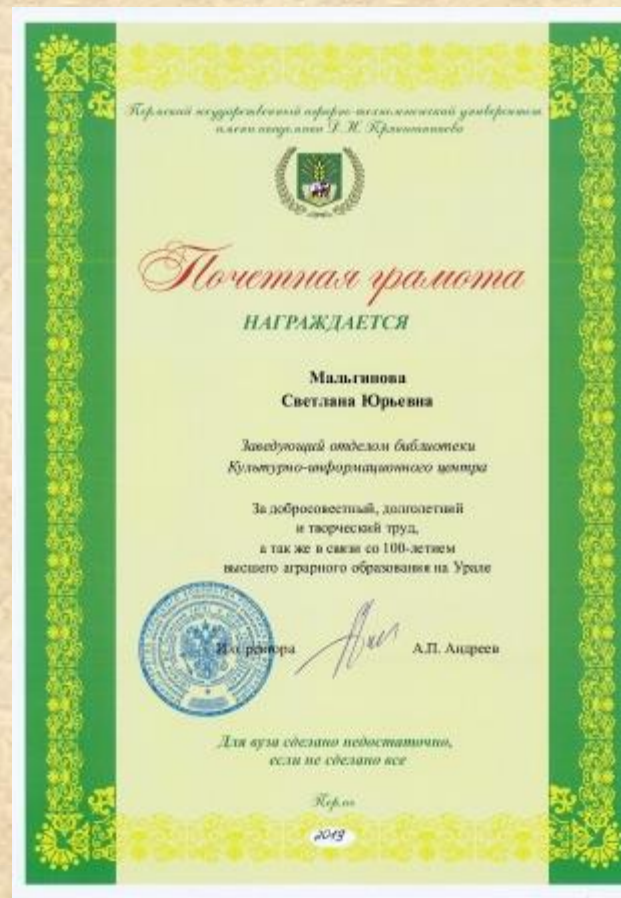 Пермский государственный аграрно-технологический университет
имени академика Д.Н. Прянишникова
Почетная грамота
НАГРАЖДАЕТСЯ
Мальгинова
Светлана Юрьевна
Заведующий отделом библиотеки
Культурно-информационного центра
За добросовестный, долголетний
и творческий труд,
а так же в связи со 100-летием
высшего аграрного образования на Урале
И.о. ректора А.П. Андреев
Для вуза сделано недостаточно,
если не сделано все
Пермь
2019